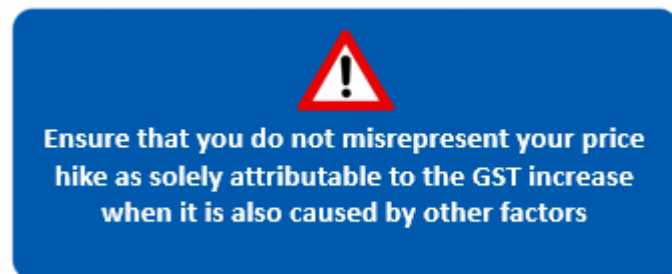 Ensure that you do not misrepresent your price
hike as solely attributable to the GST increase
when it is also caused by other factors